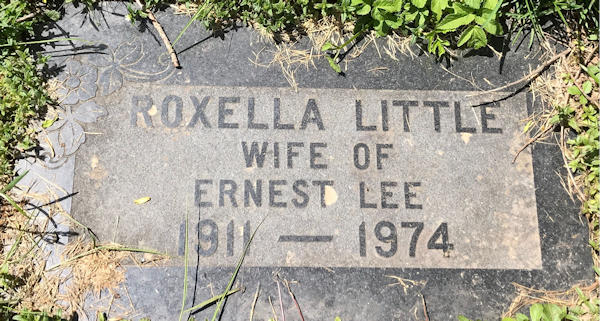 ROXELLA LITTLE
WIFE OF
ERNEST LEE
1911 — 1974